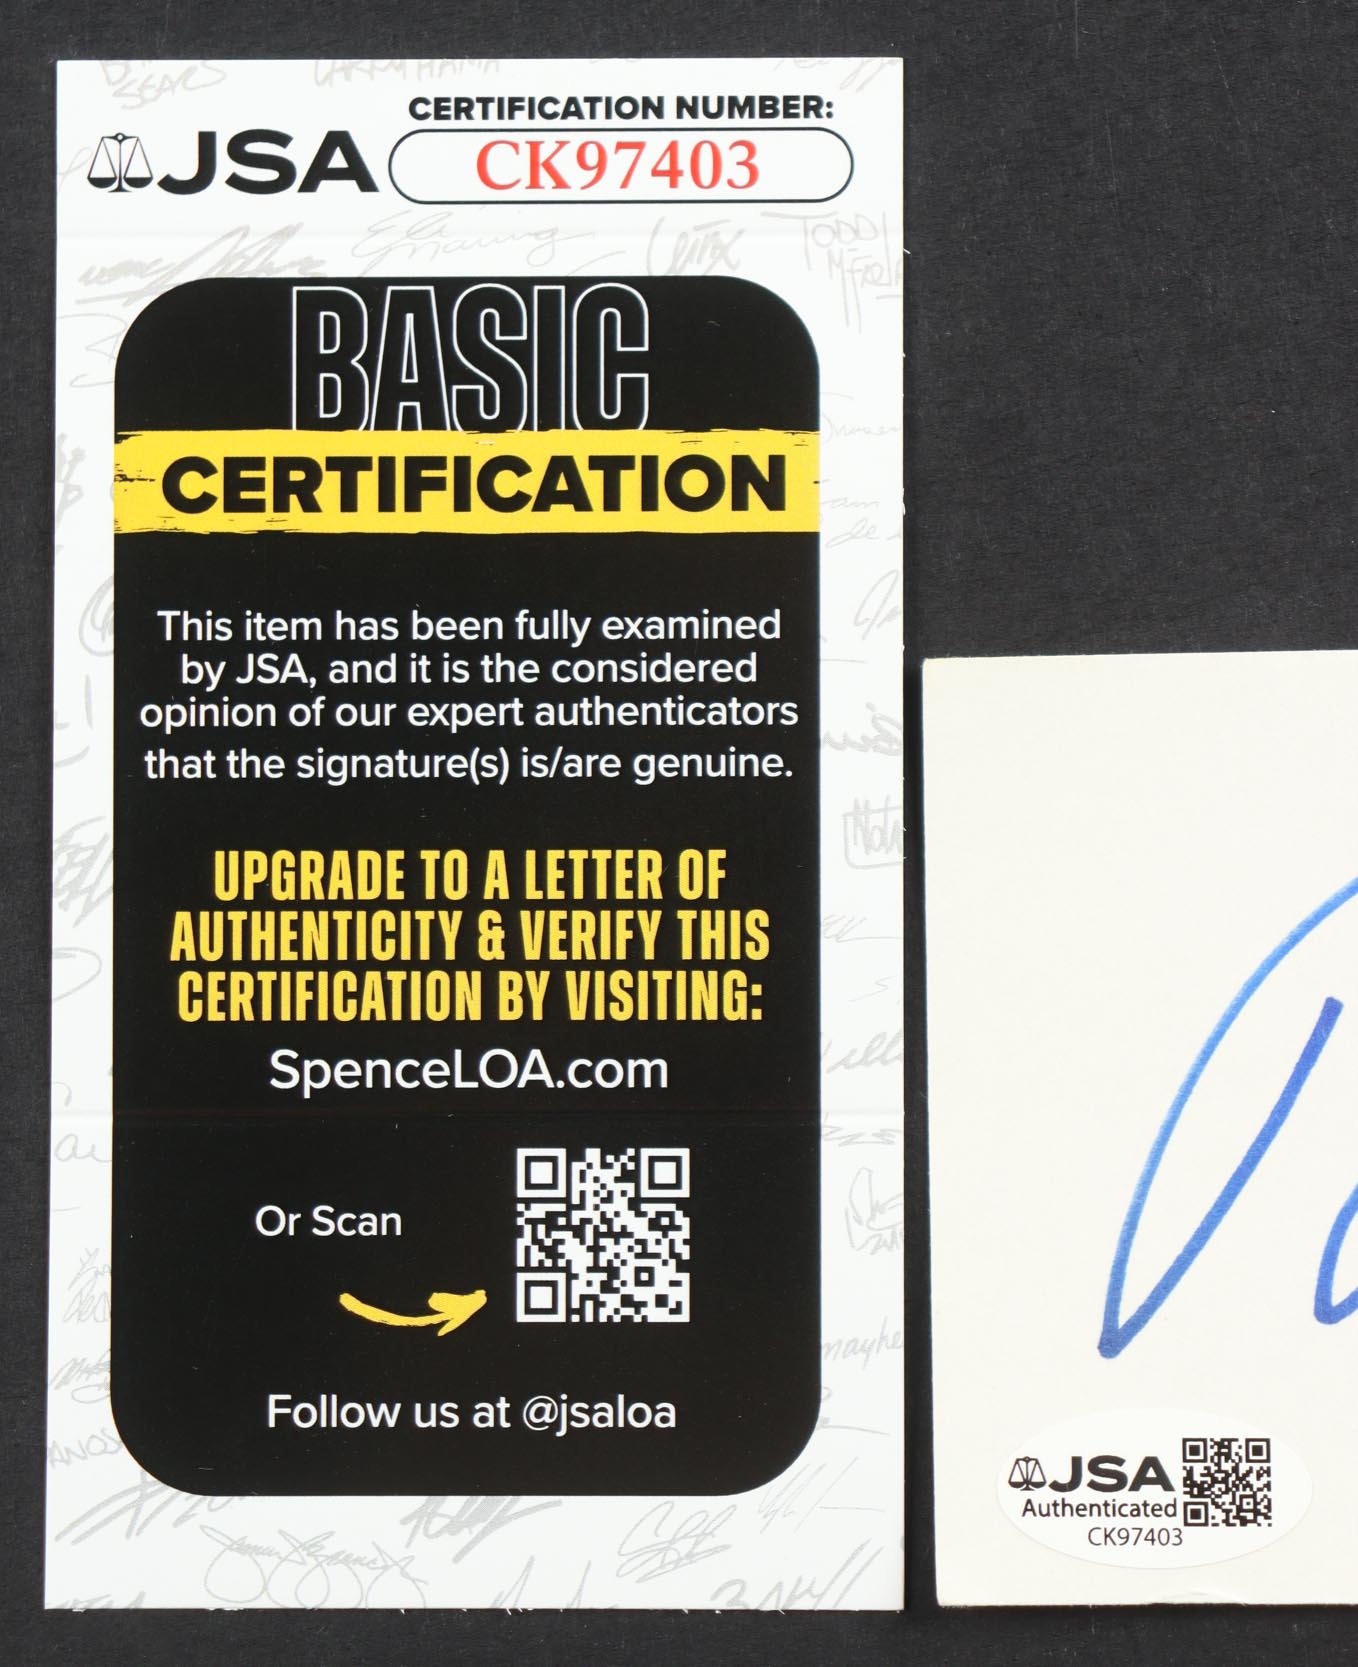 CERTIFICATION NUMBER:
JSA CK97403
BASIC
CERTIFICATION
This item has been fully examined
by JSA, and it is the considered
opinion of our expert authenticators
that the signature(s) is/are genuine.
UPGRADE TO A LETTER OF
AUTHENTICITY & VERIFY THIS
CERTIFICATION BY VISITING:
SpenceLOA.com
Or Scan
Follow us at @jsaloa
JSA
Authenticated
CK97403